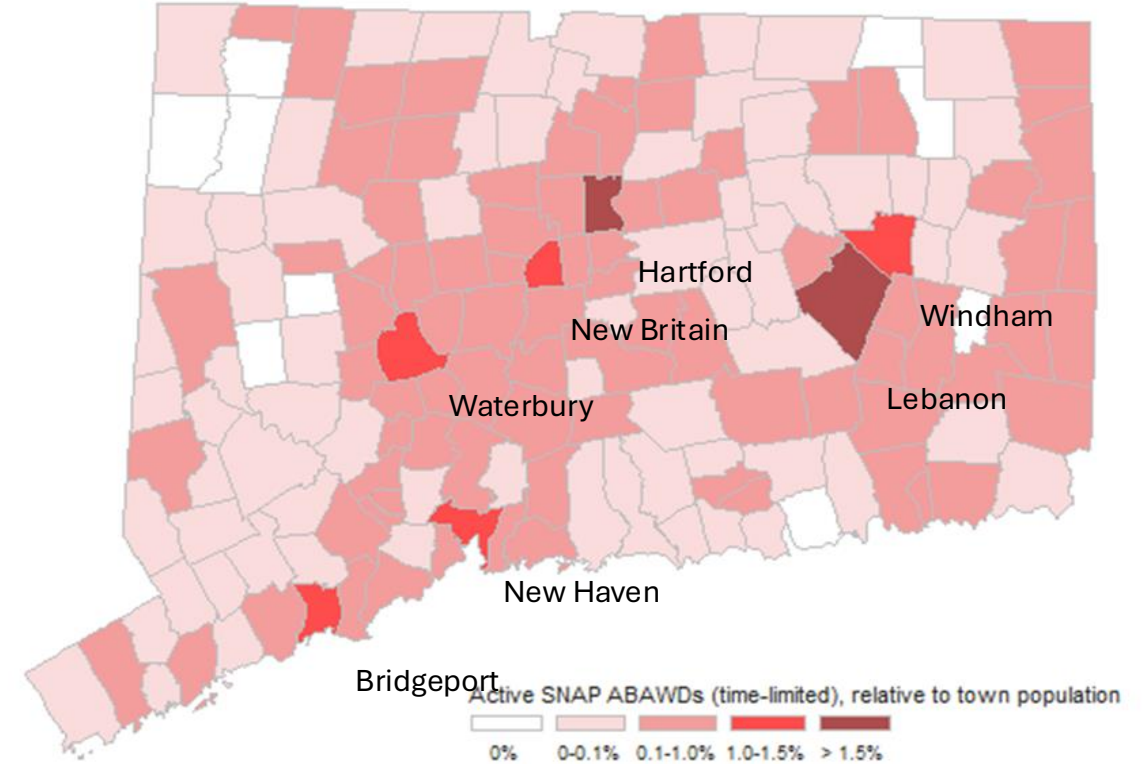 Hartford
Windham
New Britain
Lebanon
Waterbury
New Haven
Bridgeport
Active SNAP ABAWDs (time-limited), relative to town population
0% 0-0.1% 0.1-1.0% 1.0-1.5% > 1.5%